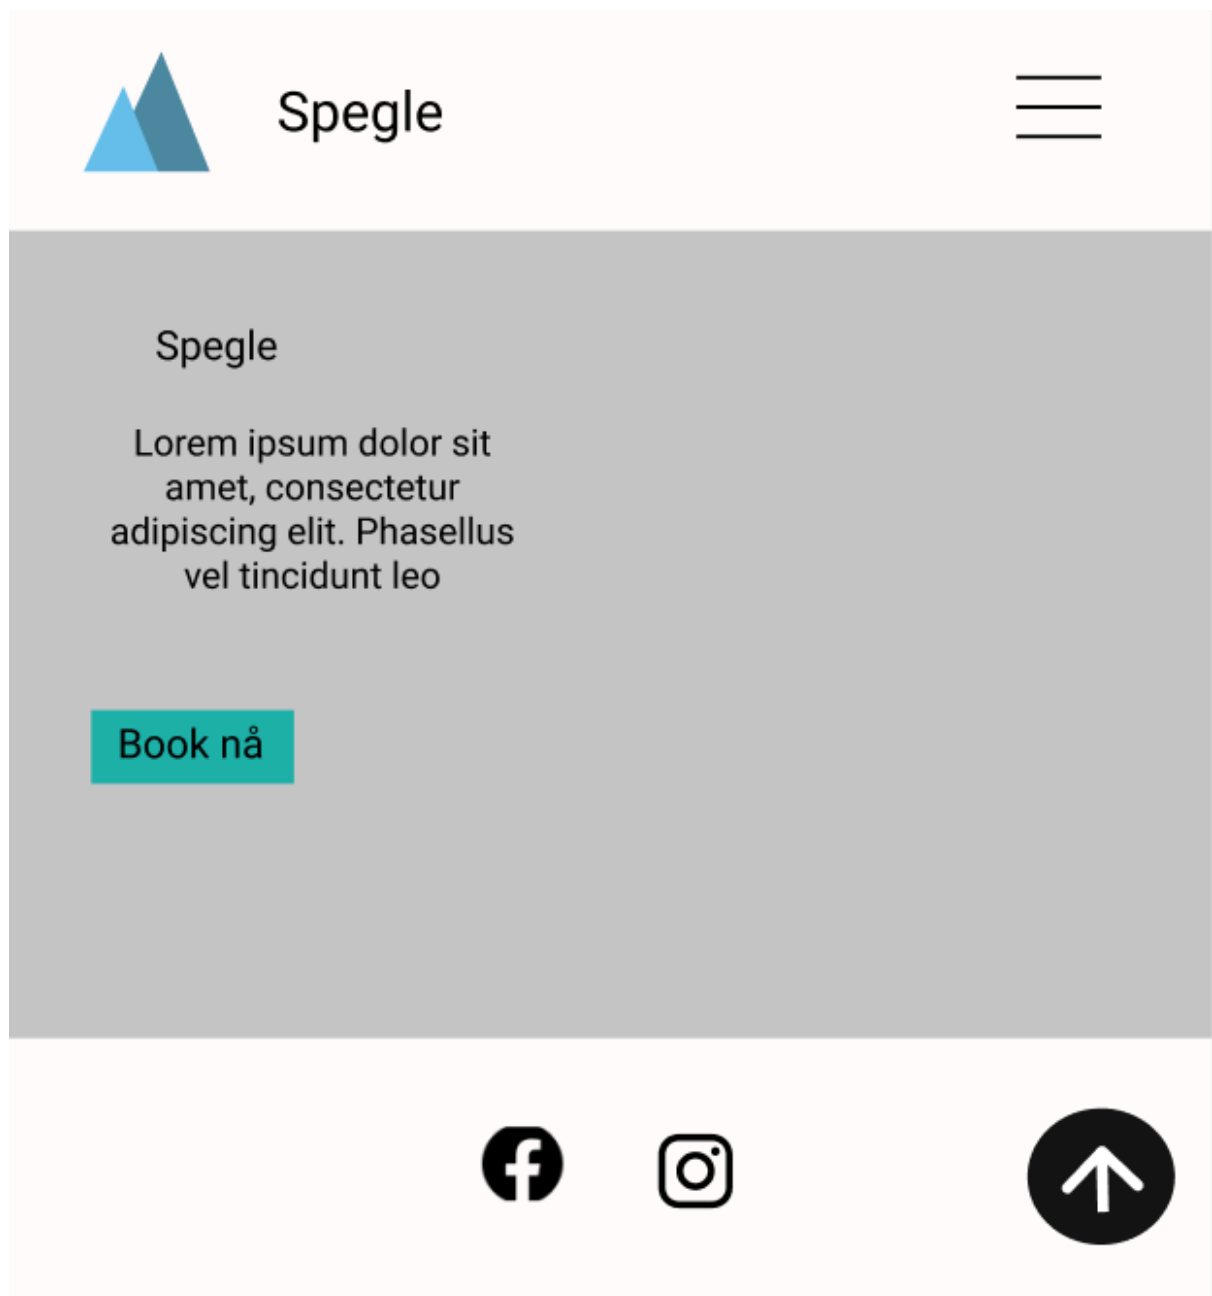 Spegle
Spegle
Lorem ipsum dolor sit
amet, consectetur
adipiscing elit. Phasellus
vel tincidunt leo
Book nå